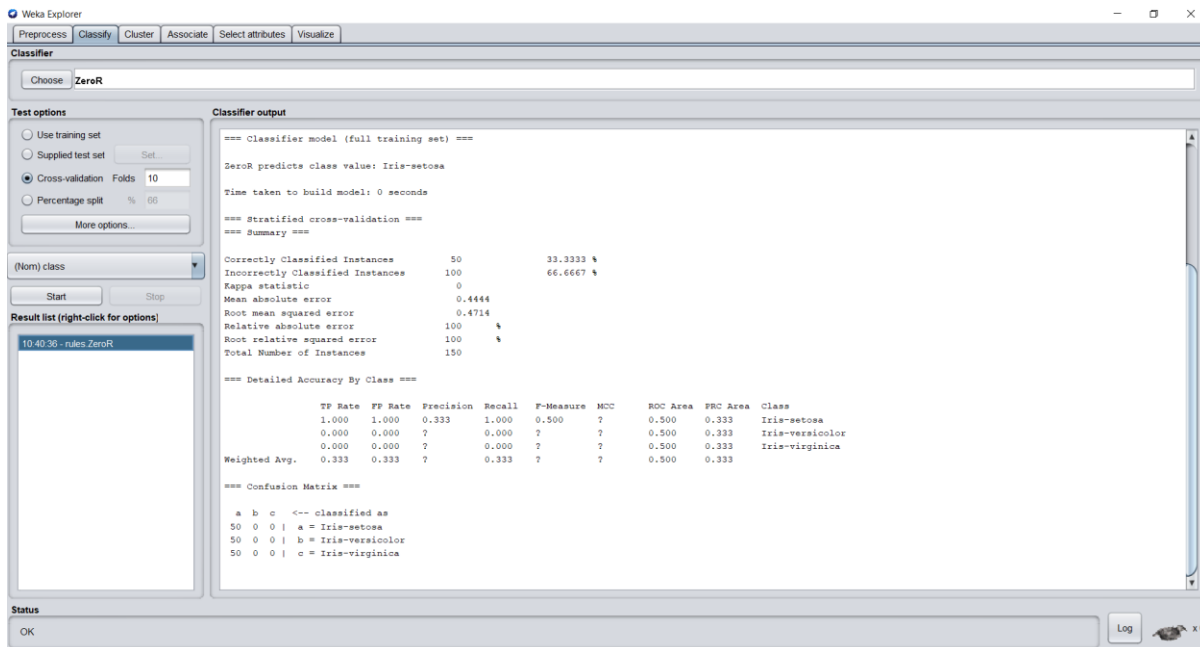 Weka Explorer
Preprocess Classify Cluster Associate Select attributes Visualize
Classifier
Choose ZeroR
Test options
Use training set
Supplied test set Set...
Cross-validation Folds 10
Percentage split % 66
More options...
(Nom) class
Start Stop
Result list (right-click for options)
10:40:36 - rules.ZeroR
Classifier output
=== Classifier model (full training set) ===
ZeroR predicts class value: Iris-setosa
Time taken to build model: 0 seconds
=== Stratified cross-validation ===
=== Summary ===
Correctly Classified Instances 50 33.3333 %
Incorrectly Classified Instances 100 66.6667 %
Kappa statistic 0
Mean absolute error 0.4444
Root mean squared error 0.4714
Relative absolute error 100 %
Root relative squared error 100 %
Total Number of Instances 150
=== Detailed Accuracy By Class ===
TP Rate FP Rate Precision Recall F-Measure MCC ROC Area PRC Area Class
1.000 1.000 0.333 1.000 0.500 ? 0.500 0.333 Iris-setosa
0.000 0.000 ? 0.000 ? ? 0.500 0.333 Iris-versicolor
0.000 0.000 ? 0.000 ? ? 0.500 0.333 Iris-virginica
Weighted Avg. 0.333 0.333 ? 0.333 ? ? 0.500 0.333
=== Confusion Matrix ===
a b c <-- classified as
50 0 0 | a = Iris-setosa
50 0 0 | b = Iris-versicolor
50 0 0 | c = Iris-virginica
Status
OK
Log
x